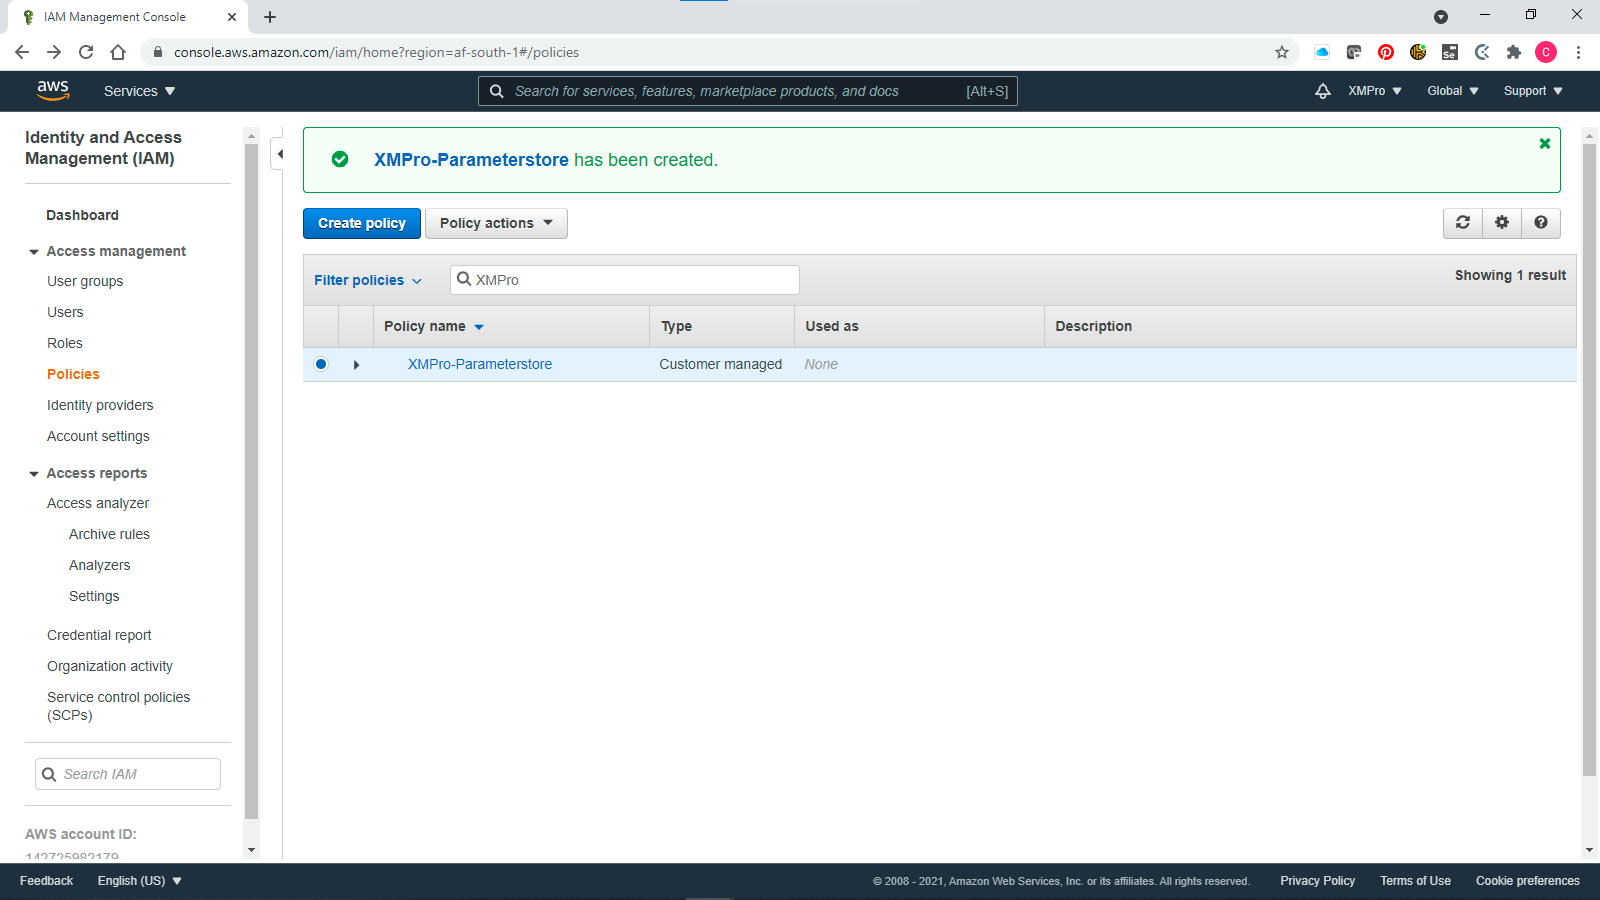 IAM Management Console
console.aws.amazon.com/iam/home?region=af-south-1#/policies
Se
C
aws
Services
Search for services, features, marketplace products, and docs
[Alt+S]
XMPro
Global
Support
Identity and Access
Management (IAM)
Dashboard
Access management
User groups
Users
Roles
Policies
Identity providers
Account settings
Access reports
Access analyzer
Archive rules
Analyzers
Settings
Credential report
Organization activity
Service control policies
(SCPs)
Search IAM
AWS account ID:
142725982179
XMPro-Parameterstore has been created.
Create policy
Policy actions
Filter policies
XMPro
Showing 1 result
Policy name
Type
Used as
Description
XMPro-Parameterstore
Customer managed
None
Feedback
English (US)
© 2008 - 2021, Amazon Web Services, Inc. or its affiliates. All rights reserved.
Privacy Policy
Terms of Use
Cookie preferences